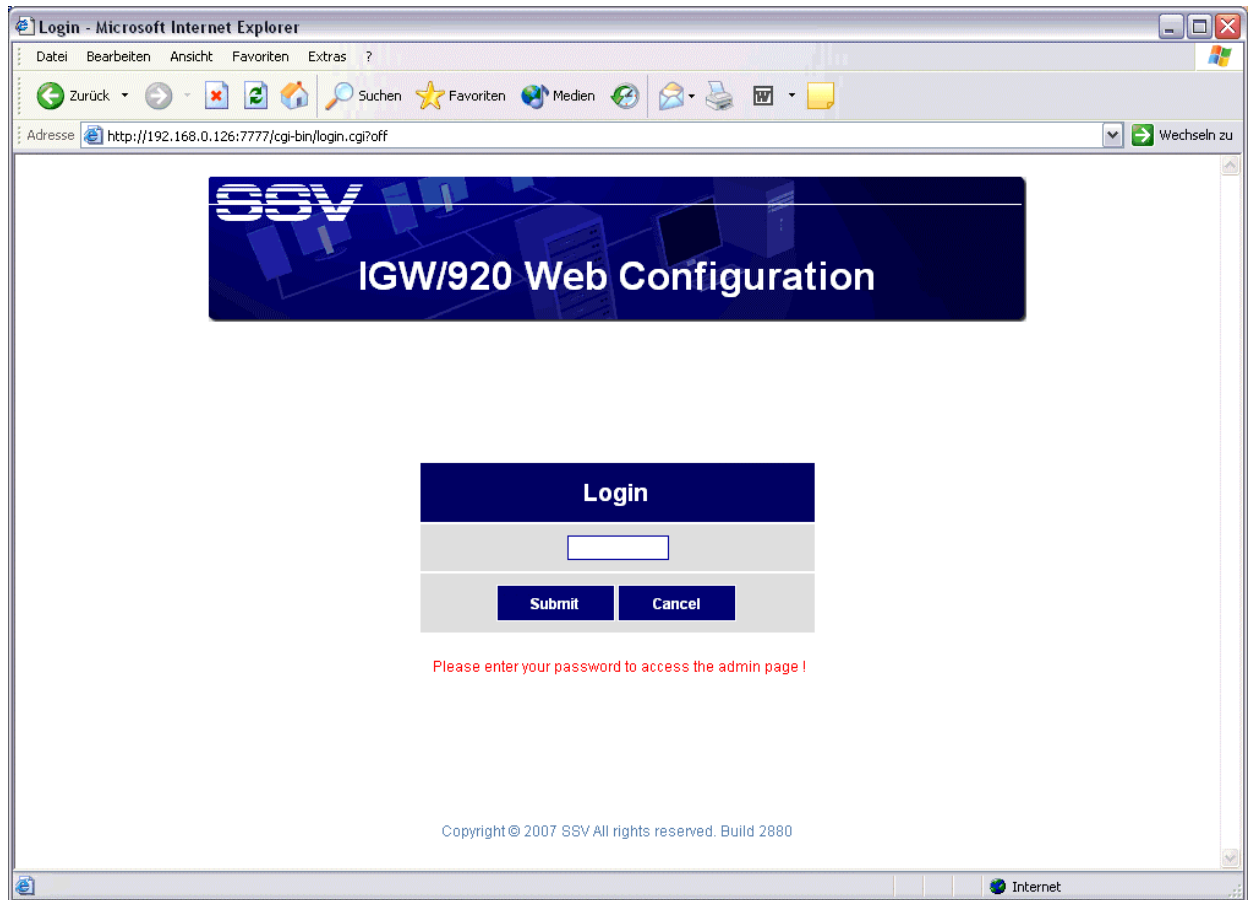 Login - Microsoft Internet Explorer
Datei Bearbeiten Ansicht Favoriten Extras ?
Zurück Suchen Favoriten Medien
Adresse http://192.168.0.126:7777/cgi-bin/login.cgi?off Wechseln zu
SSV
IGW/920 Web Configuration
Login
Submit Cancel
Please enter your password to access the admin page !
Copyright © 2007 SSV All rights reserved. Build 2880
Internet